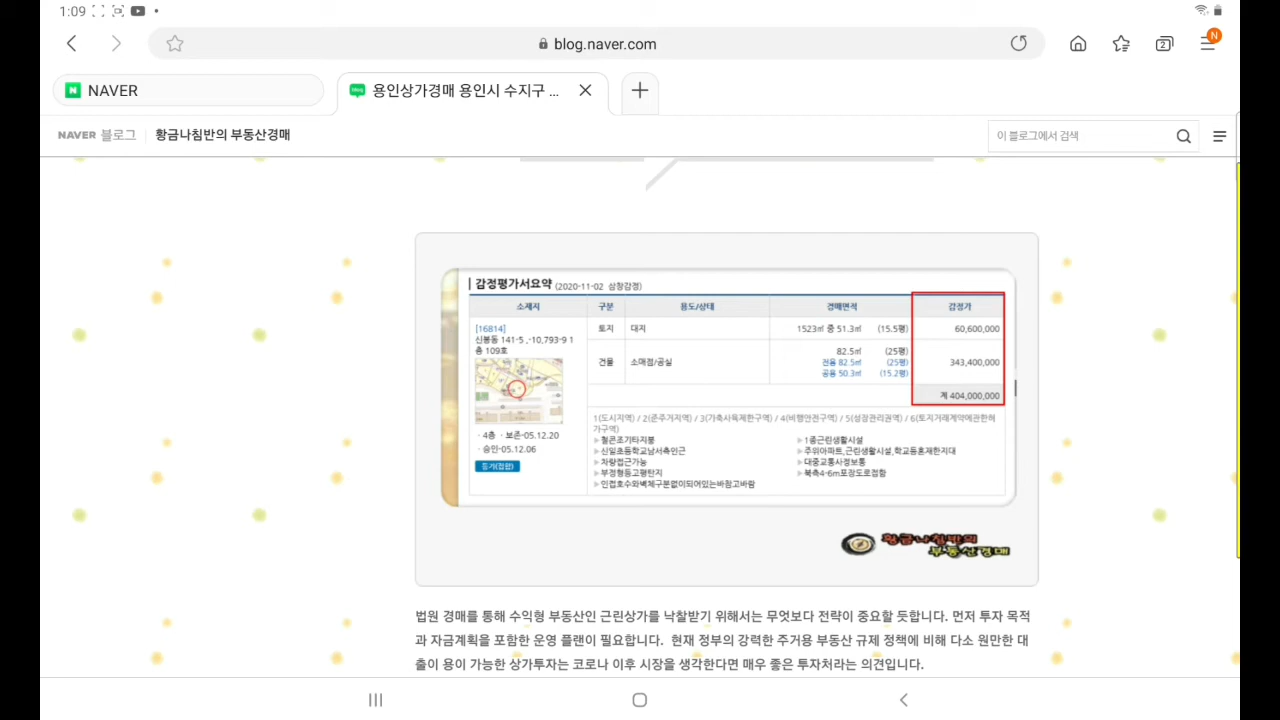 1:09
blog.naver.com
2
N
NAVER
용인상가경매 용인시 수지구 ...
NAVER 블로그
황금나침반의 부동산경매
이 블로그에서 검색
감정평가서요약 (2020-11-02 삼창감정)
소재지 구분 용도/상태 경매면적 감정가
[16814]
신봉동 141-5 ,-10,793-9 1
층 109호
토지 대지 1523㎡ 중 51.3㎡ (15.5평) 60,600,000
건물 소매점/공실 82.5㎡ (25평) 343,400,000
전용 82.5㎡ (25평)
공용 50.3㎡ (15.2평)
계 404,000,000
· 4층 · 보존-05.12.20
· 승인-05.12.06
등기(집합)
1(도시지역) / 2(준주거지역) / 3(가축사육제한구역) / 4(비행안전구역) / 5(성장관리권역) / 6(토지거래계약에관한허
가구역)
▶철콘조기타지붕
▶신일초등학교남서측인근
▶차량접근가능
▶부정형등고평탄지
▶인접호수와벽체구분없이되어있는바참고바람
▶1종근린생활시설
▶주위아파트,근린생활시설,학교등혼재한지대
▶대중교통사정보통
▶북측4-6m포장도로접함
황금나침반의
부동산경매
법원 경매를 통해 수익형 부동산인 근린상가를 낙찰받기 위해서는 무엇보다 전략이 중요할 듯합니다. 먼저 투자 목적
과 자금계획을 포함한 운영 플랜이 필요합니다. 현재 정부의 강력한 주거용 부동산 규제 정책에 비해 다소 원만한 대
출이 용이 가능한 상가투자는 코로나 이후 시장을 생각한다면 매우 좋은 투자처라는 의견입니다.